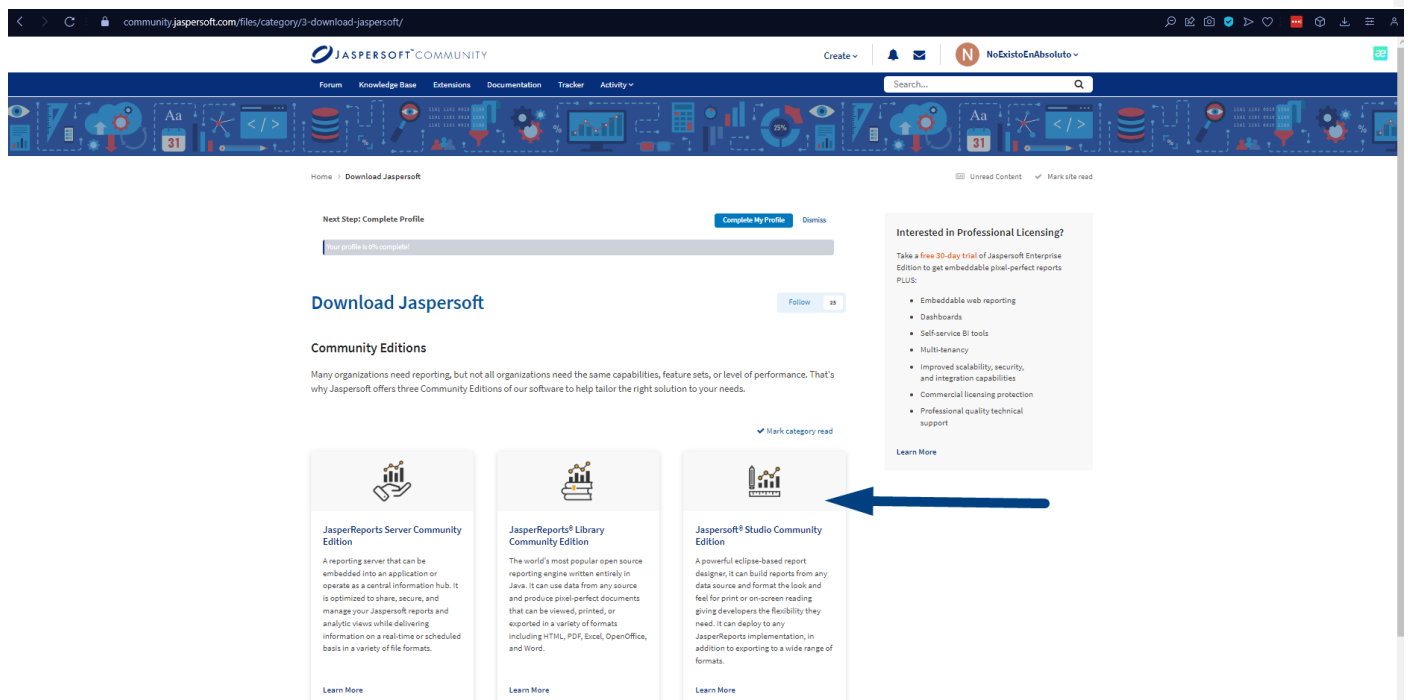 community.jaspersoft.com/files/category/3-download-jaspersoft/
JASPERSOFT™ COMMUNITY
Create
N
NoExistoEnAbsoluto
æ
Forum Knowledge Base Extensions Documentation Tracker Activity
Search...
Aa
31
</>
%
25%
Aa
31
</>
%
Home > Download Jaspersoft
Unread Content Mark site read
Next Step: Complete Profile
Complete My Profile Dismiss
Your profile is 0% complete!
Download Jaspersoft
Follow 25
Community Editions
Many organizations need reporting, but not all organizations need the same capabilities, feature sets, or level of performance. That's
why Jaspersoft offers three Community Editions of our software to help tailor the right solution to your needs.
Mark category read
JasperReports Server Community
Edition
A reporting server that can be
embedded into an application or
operate as a central information hub. It
is optimized to share, secure, and
manage your Jaspersoft reports and
analytic views while delivering
information on a real-time or scheduled
basis in a variety of file formats.
Learn More
JasperReports® Library
Community Edition
The world's most popular open source
reporting engine written entirely in
Java. It can use data from any source
and produce pixel-perfect documents
that can be viewed, printed, or
exported in a variety of formats
including HTML, PDF, Excel, OpenOffice,
and Word.
Learn More
Jaspersoft® Studio Community
Edition
A powerful eclipse-based report
designer, it can build reports from any
data source and format the look and
feel for print or on-screen reading
giving developers the flexibility they
need. It can deploy to any
JasperReports implementation, in
addition to exporting to a wide range of
formats.
Learn More
Interested in Professional Licensing?
Take a free 30-day trial of Jaspersoft Enterprise
Edition to get embeddable pixel-perfect reports
PLUS:
Embeddable web reporting
Dashboards
Self-service BI tools
Multi-tenancy
Improved scalability, security,
and integration capabilities
Commercial licensing protection
Professional quality technical
support
Learn More